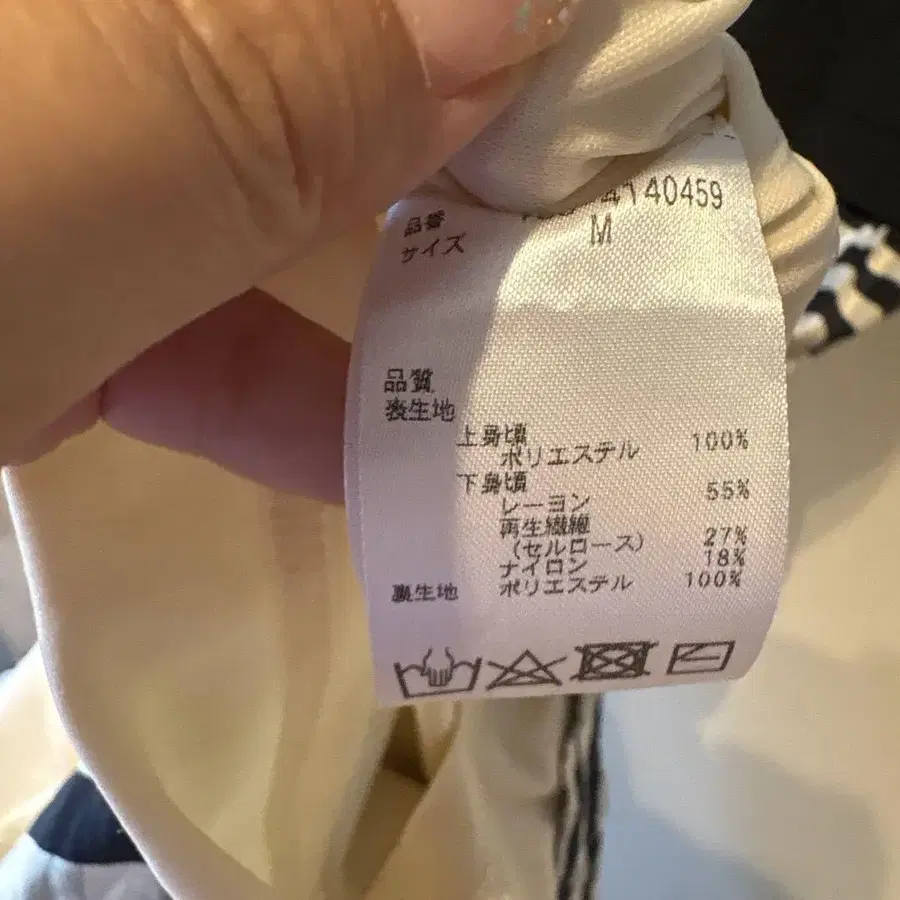 品番 4140459
サイズ M
品質
表生地
上身頃
ポリエステル 100%
下身頃
レーヨン 55%
再生繊維
(セルロース) 27%
ナイロン 18%
裏生地 ポリエステル 100%